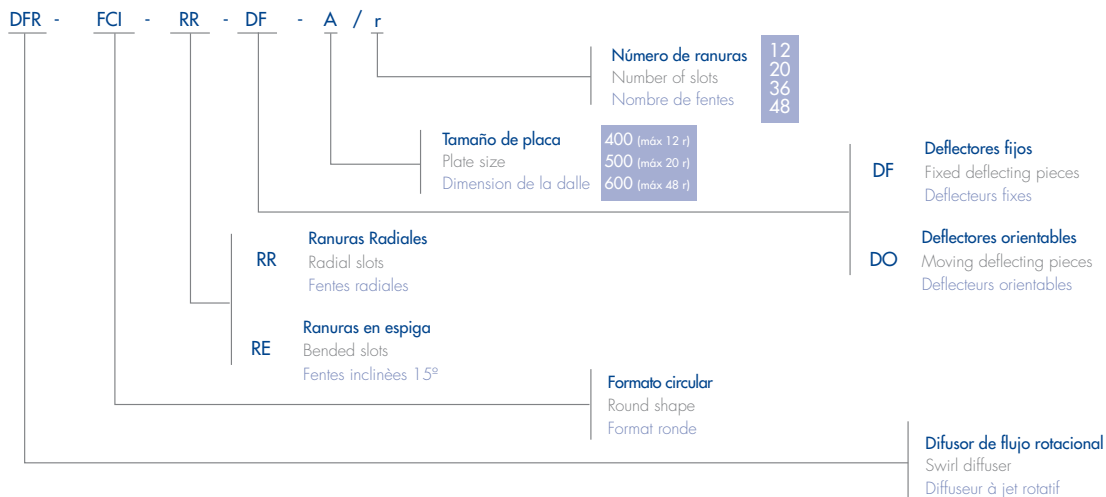 DFR - FCI - RR - DF - A / r
Número de ranuras
Number of slots
Nombre de fentes
12
20
36
48
Tamaño de placa
Plate size
Dimension de la dalle
400 (máx 12 r)
500 (máx 20 r)
600 (máx 48 r)
DF
Deflectores fijos
Fixed deflecting pieces
Deflecteurs fixes
DO
Deflectores orientables
Moving deflecting pieces
Deflecteurs orientables
RR
Ranuras Radiales
Radial slots
Fentes radiales
RE
Ranuras en espiga
Bended slots
Fentes inclinèes 15º
Formato circular
Round shape
Format ronde
Difusor de flujo rotacional
Swirl diffuser
Diffuseur à jet rotatif